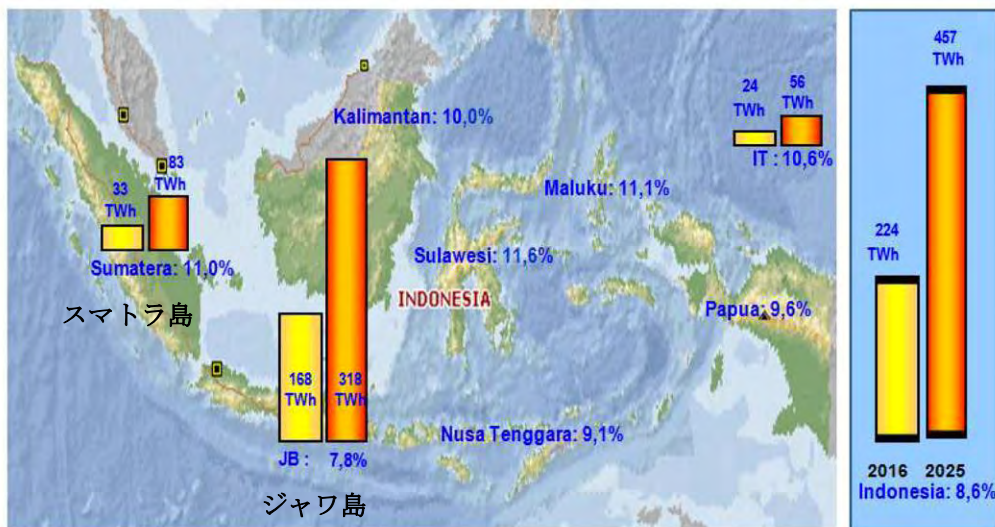 Kalimantan: 10,0%
24
TWh
56
TWh
IT : 10,6%
33
TWh
83
TWh
Sumatera: 11,0%
スマトラ島
Maluku: 11,1%
Sulawesi: 11,6%
INDONESIA
Papua: 9,6%
168
TWh
318
TWh
Nusa Tenggara: 9,1%
JB : 7,8%
ジャワ島
457
TWh
224
TWh
2016 2025
Indonesia: 8,6%